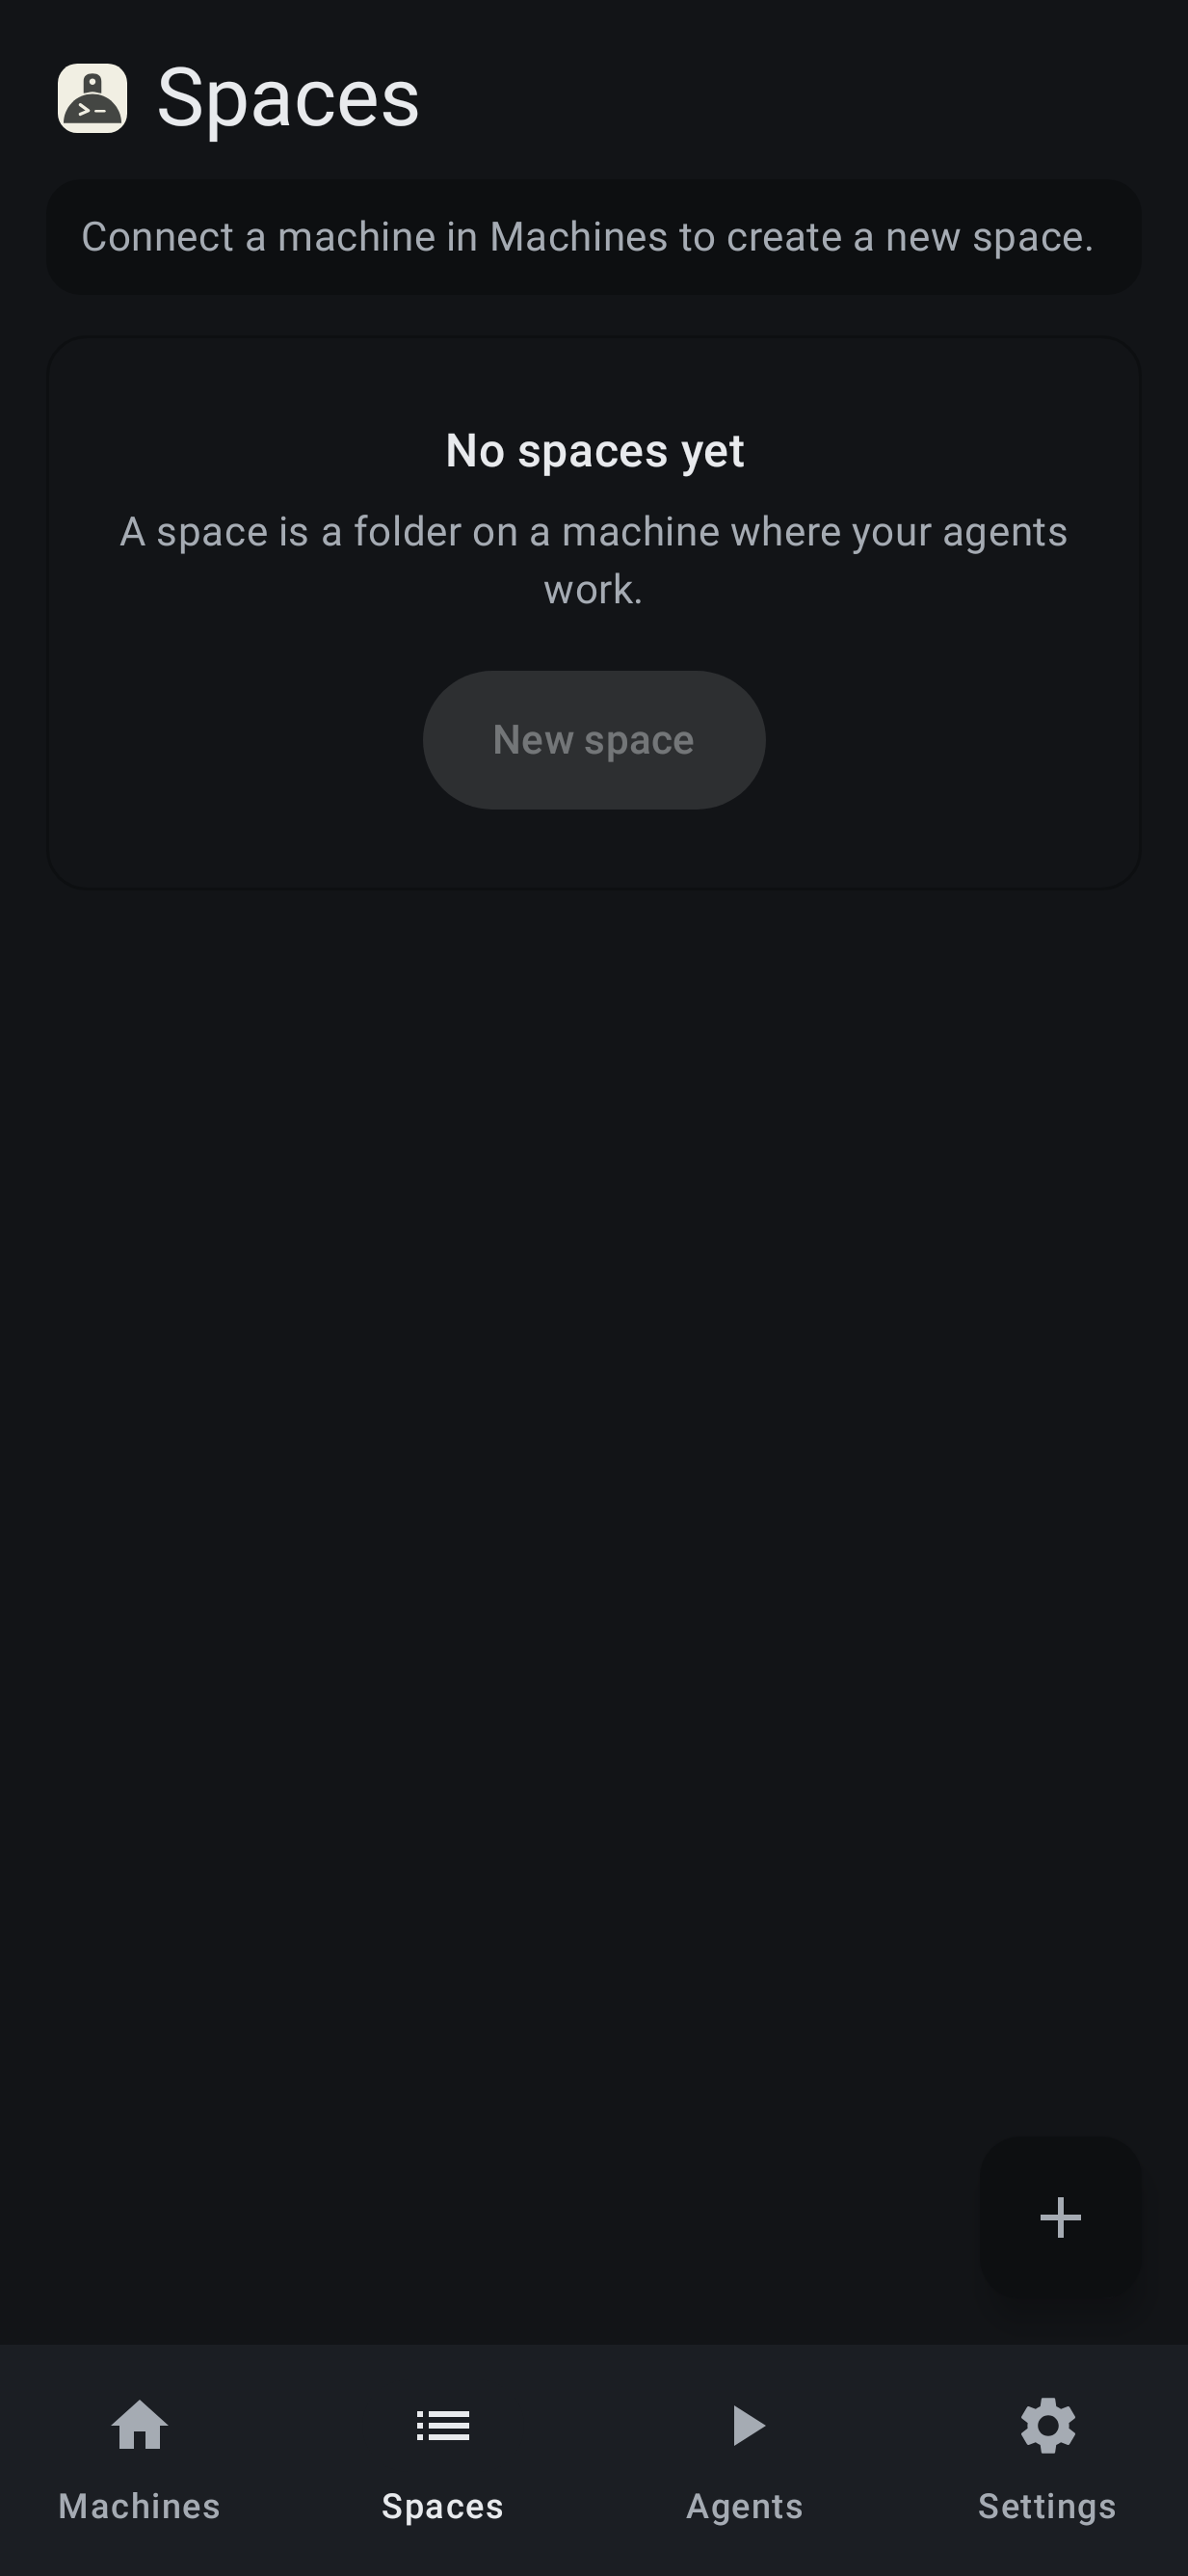 Spaces
Connect a machine in Machines to create a new space.
No spaces yet
A space is a folder on a machine where your agents
work.
New space
Machines
Spaces
Agents
Settings